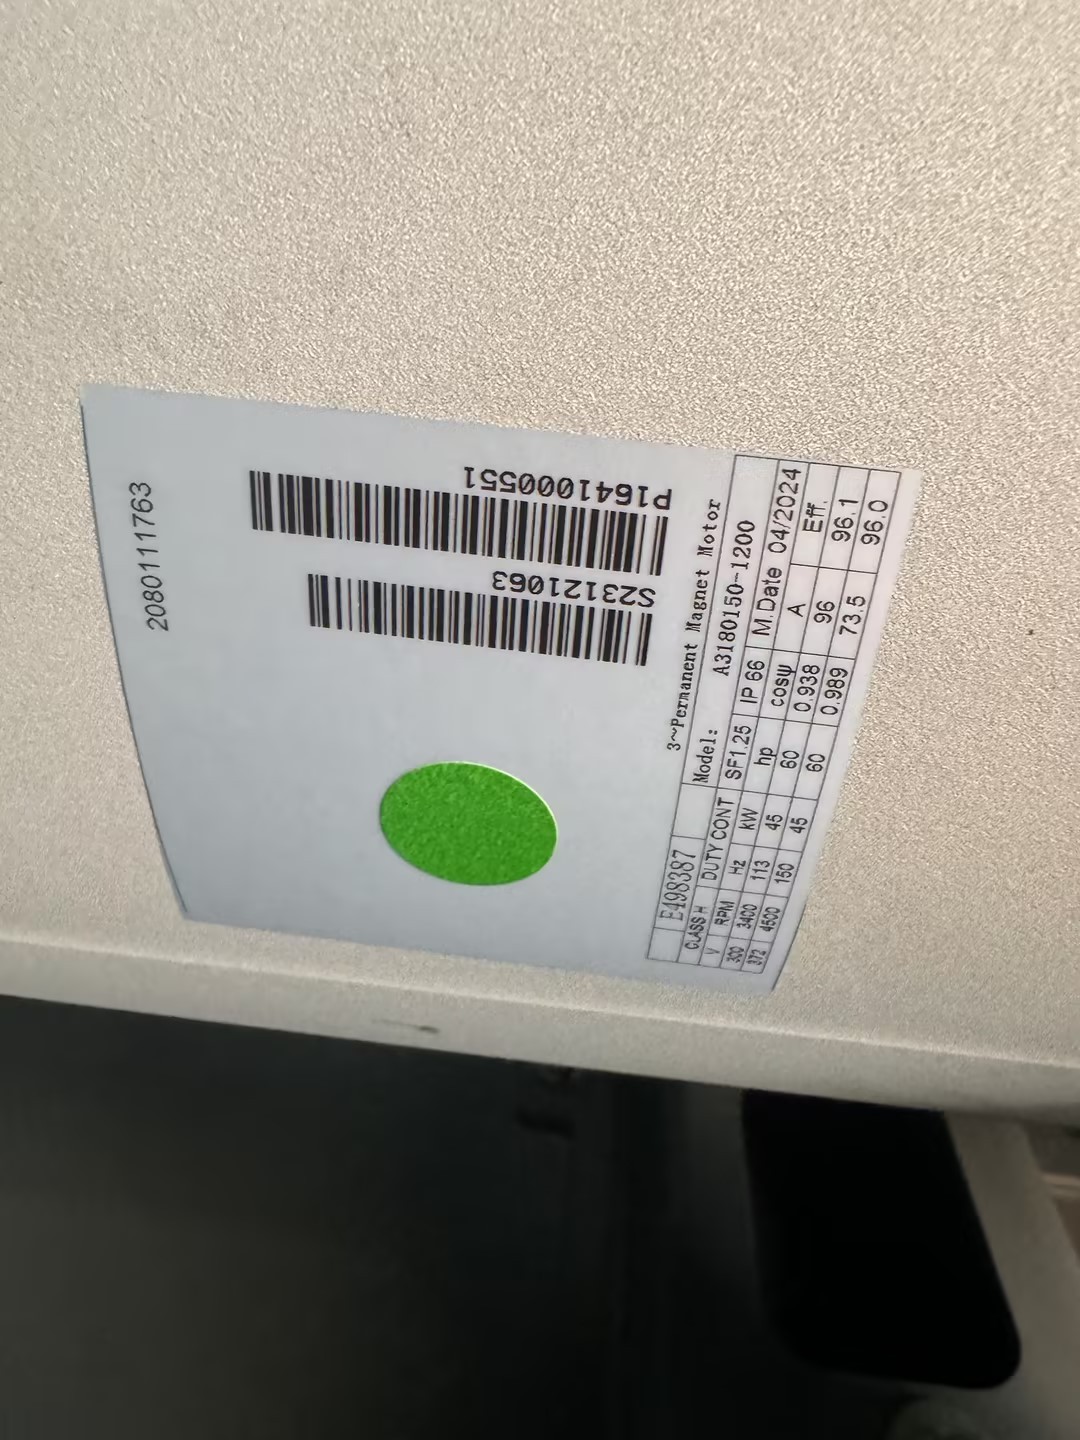 2080111763
P1641000551
S23121063
3~Permanent Magnet Motor
E498387 Model: A3180150-1200
CLASS H DUTY CONT SF1.25 IP 66 M.Date 04/2024
V RPM Hz kW hp cosψ A Eff.
300 3400 113 45 60 0.938 96 96.1
372 4500 150 45 60 0.989 73.5 96.0